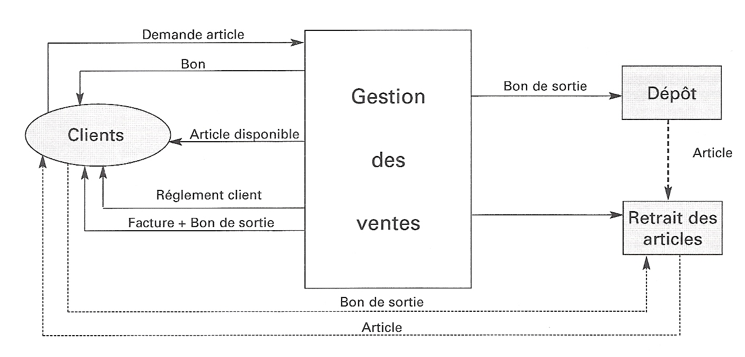 Demande article
Bon
Bon de sortie
Gestion
Dépôt
Clients
Article disponible
Article
des
Réglement client
Facture + Bon de sortie
ventes
Retrait des
articles
Bon de sortie
Article